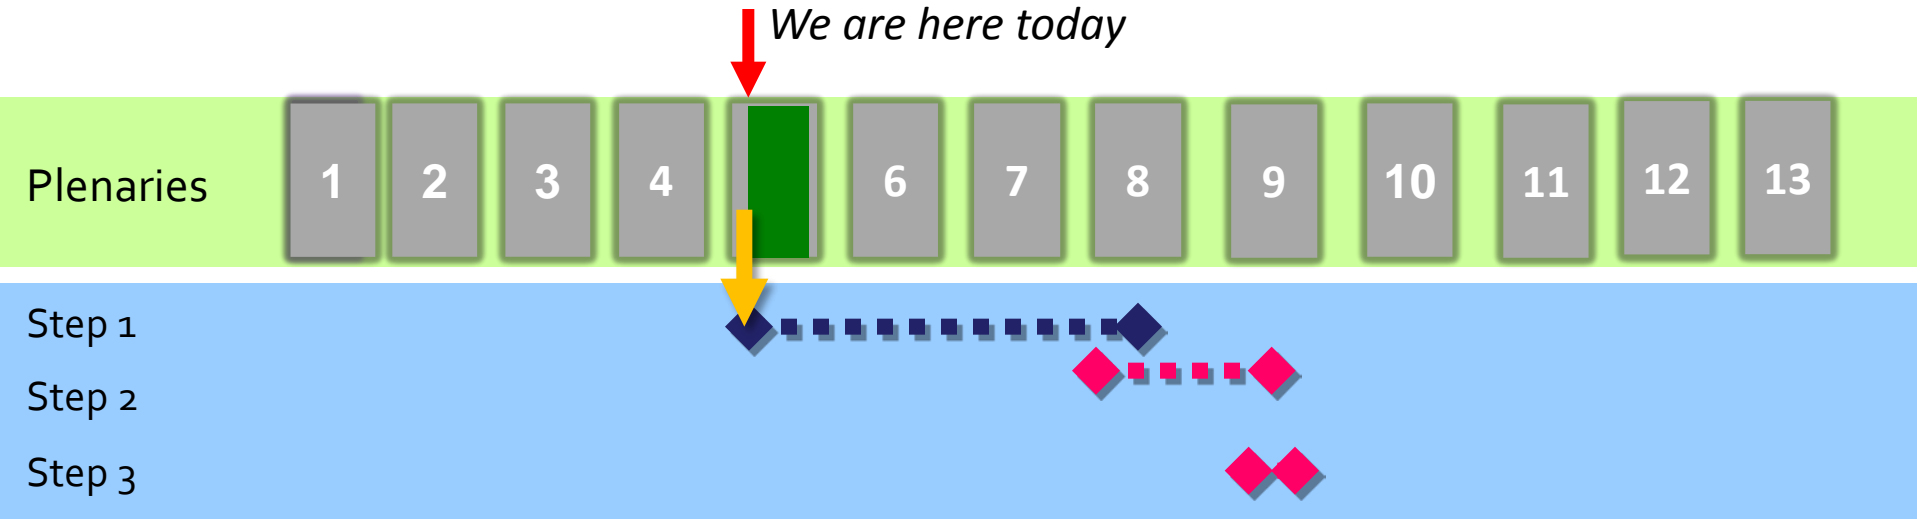 We are here today
Plenaries 1 2 3 4 6 7 8 9 10 11 12 13
Step 1
Step 2
Step 3